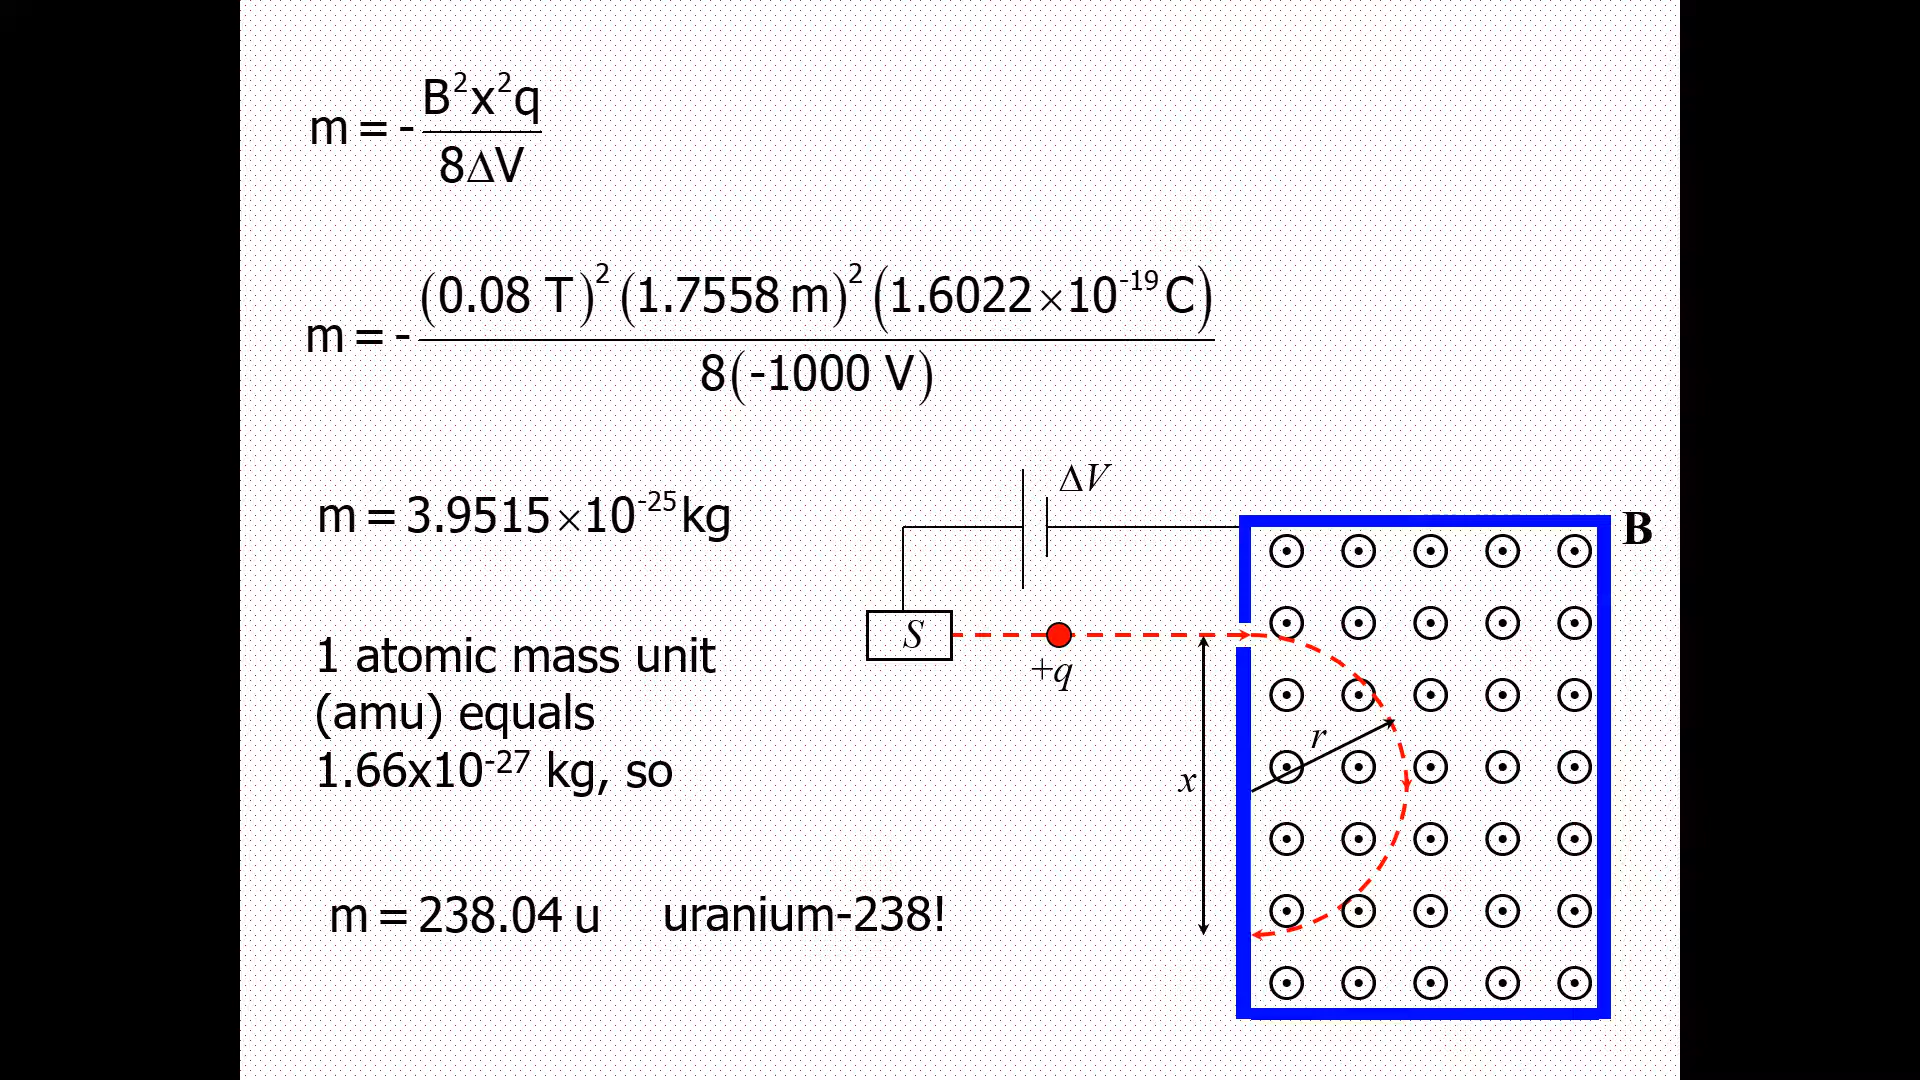 m = - B²x²q / 8ΔV
m = - (0.08 T)² (1.7558 m)² (1.6022×10⁻¹⁹ C) / 8(-1000 V)
m = 3.9515×10⁻²⁵ kg
1 atomic mass unit
(amu) equals
1.66x10⁻²⁷ kg, so
m = 238.04 u uranium-238!
ΔV
B
S
+q
r
x